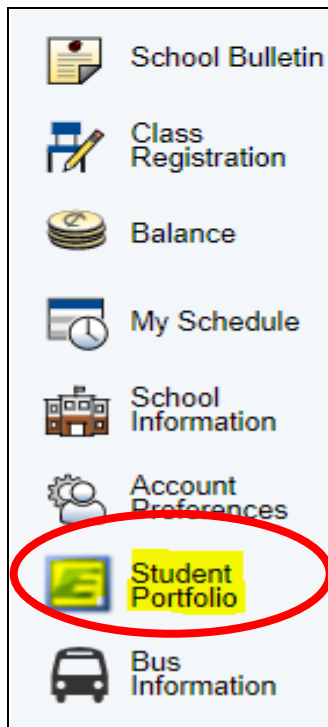 School Bulletin
Class
Registration
Balance
My Schedule
School
Information
Account
Preferences
Student
Portfolio
Bus
Information